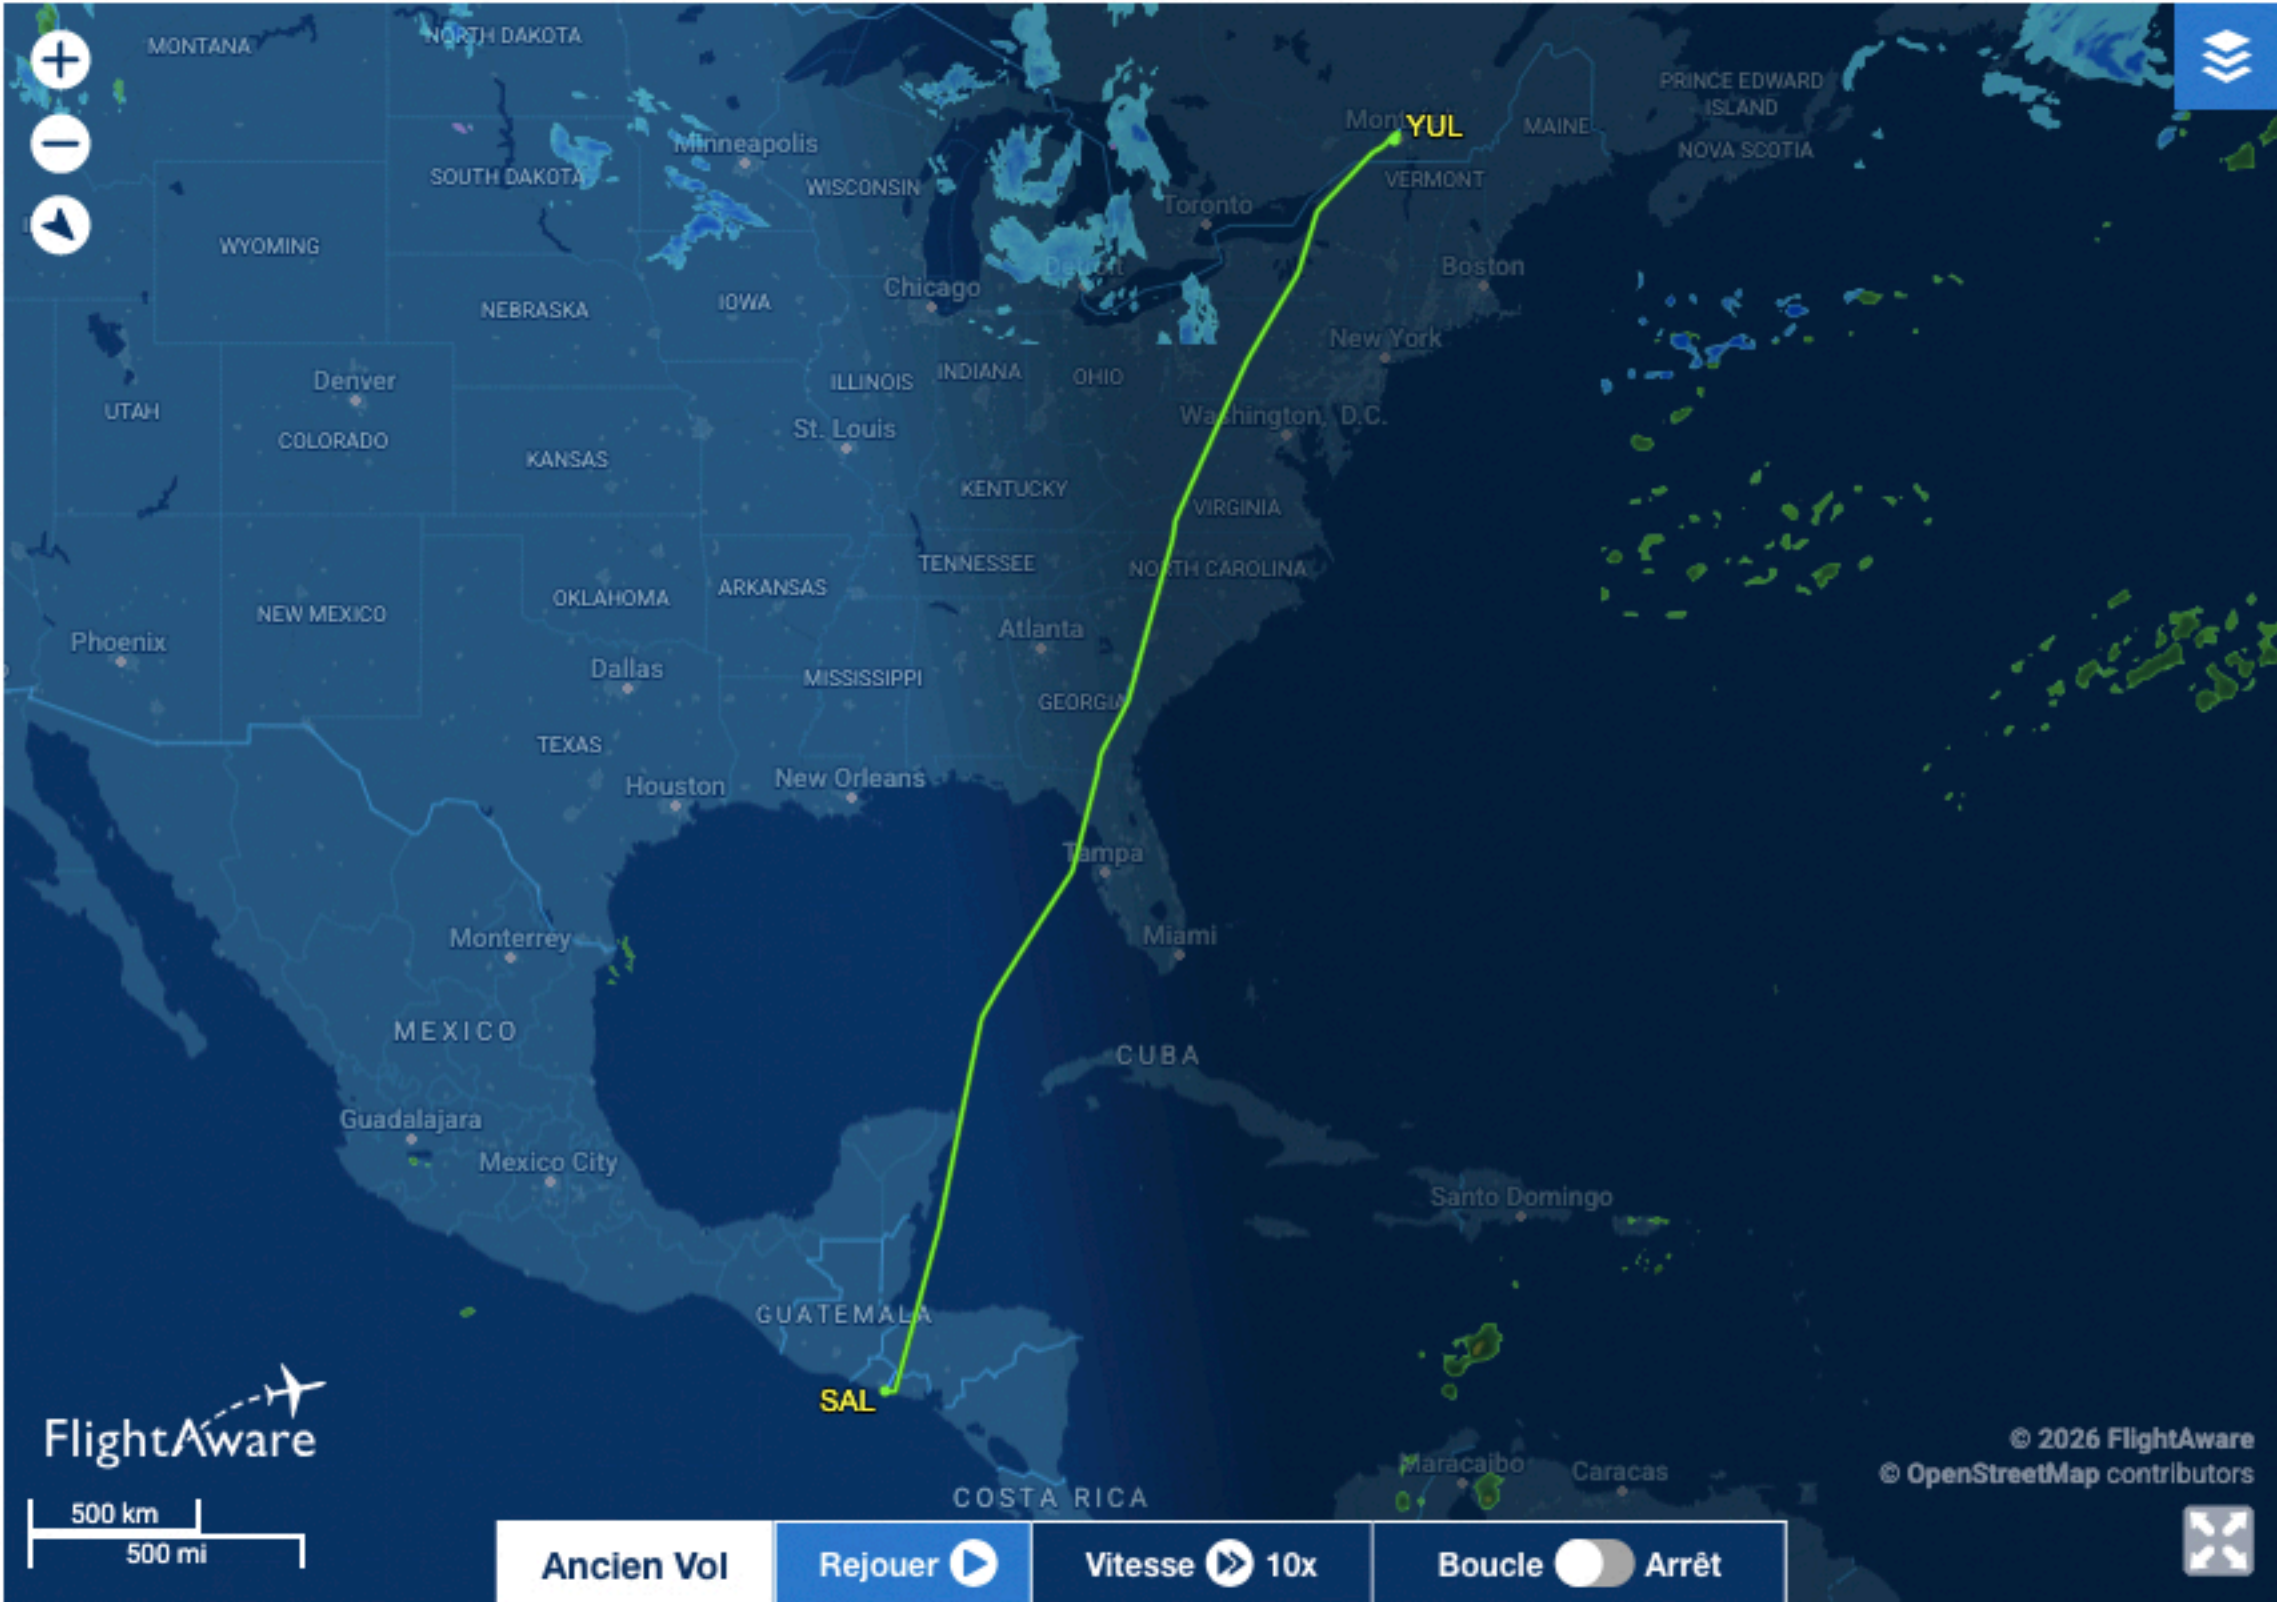 MONTANA
NORTH DAKOTA
PRINCE EDWARD
ISLAND
YUL
MAINE
Minneapolis
NOVA SCOTIA
SOUTH DAKOTA
WISCONSIN
VERMONT
Toronto
WYOMING
Detroit
Boston
Chicago
NEBRASKA
IOWA
New York
Denver
ILLINOIS
INDIANA
OHIO
UTAH
Washington, D.C.
COLORADO
St. Louis
KANSAS
KENTUCKY
VIRGINIA
TENNESSEE
NORTH CAROLINA
ARKANSAS
OKLAHOMA
NEW MEXICO
Atlanta
Phoenix
Dallas
MISSISSIPPI
GEORGIA
TEXAS
Houston
New Orleans
Tampa
Miami
Monterrey
MEXICO
CUBA
Guadalajara
Mexico City
Santo Domingo
GUATEMALA
SAL
FlightAware
© 2026 FlightAware
© OpenStreetMap contributors
Maracaibo
Caracas
COSTA RICA
500 km
500 mi
Ancien Vol
Rejouer
Vitesse 10x
Boucle Arrêt